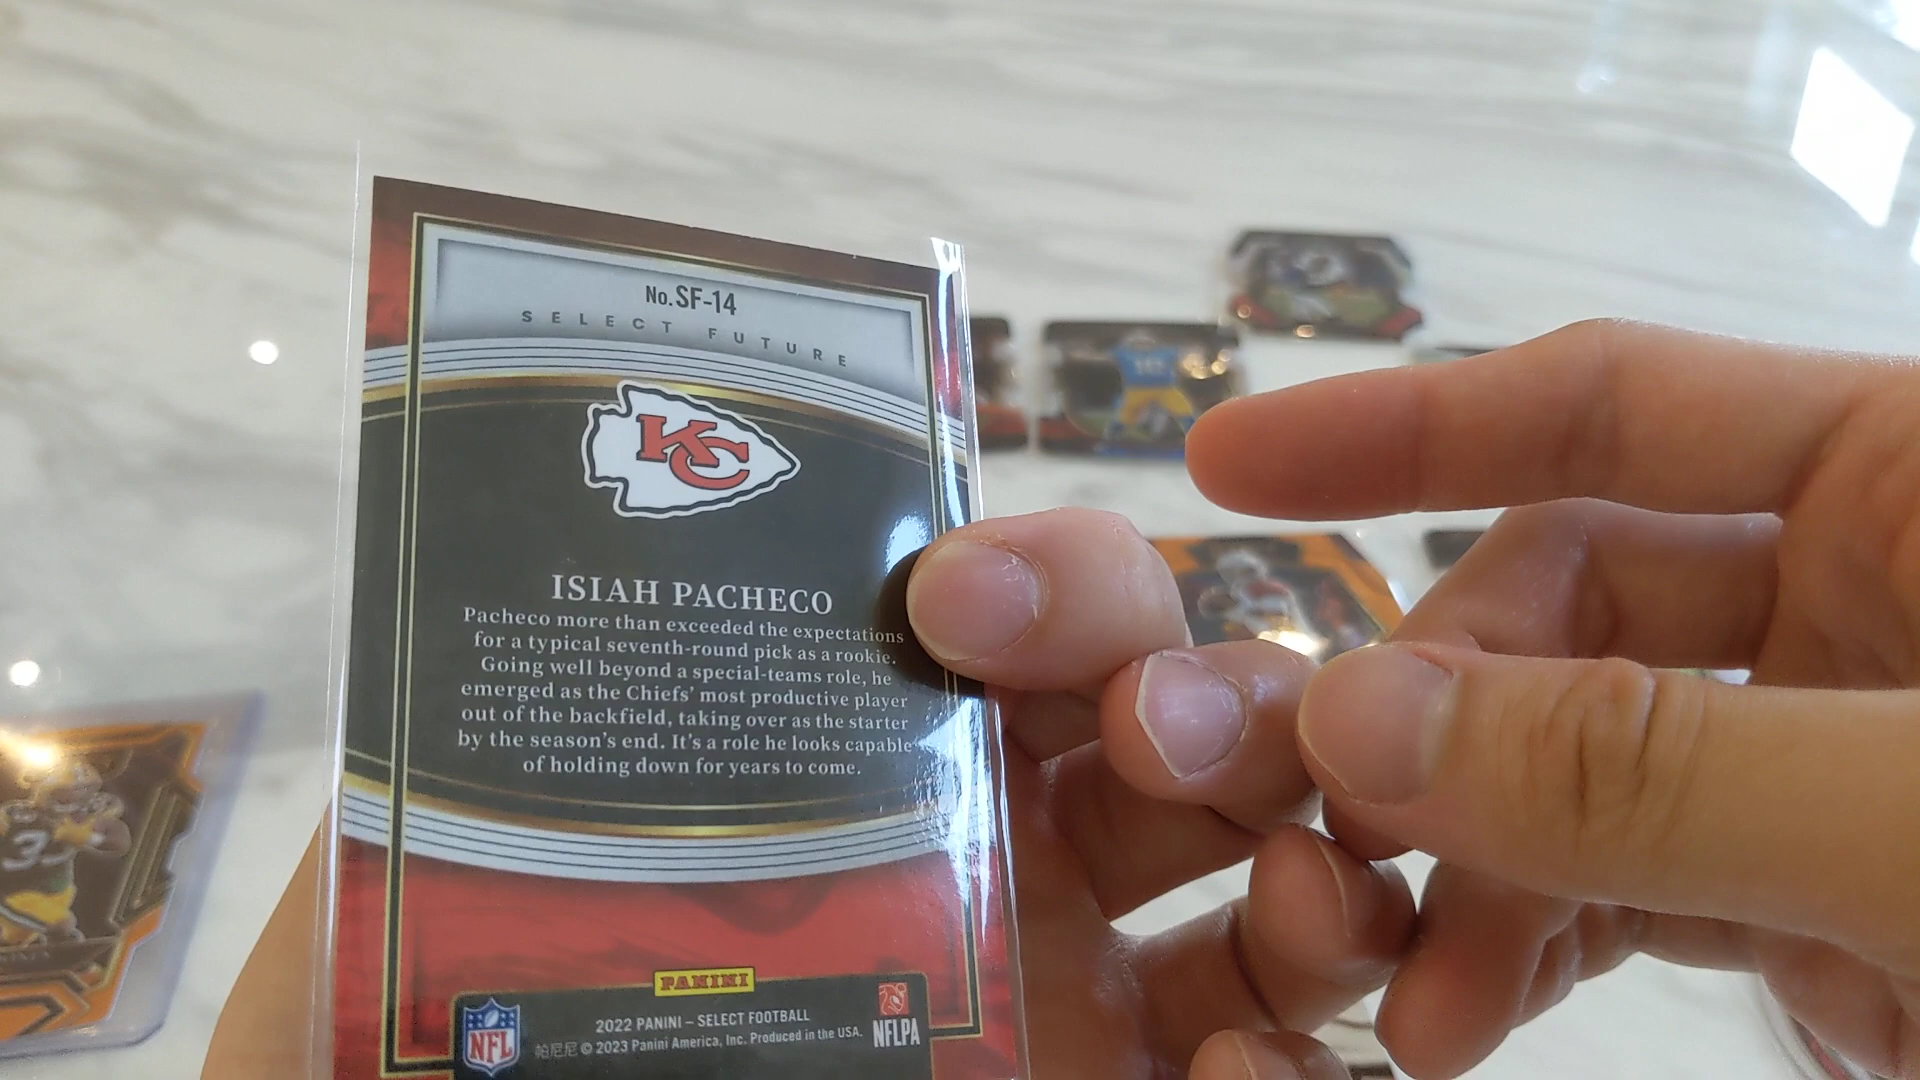 No. SF-14
SELECT FUTURE
KC
ISIAH PACHECO
Pacheco more than exceeded the expectations
for a typical seventh-round pick as a rookie.
Going well beyond a special-teams role, he
emerged as the Chiefs' most productive player
out of the backfield, taking over as the starter
by the season's end. It's a role he looks capable
of holding down for years to come.
PANINI
2022 PANINI – SELECT FOOTBALL
帕尼尼 © 2023 Panini America, Inc. Produced in the USA.
NFL
NFLPA